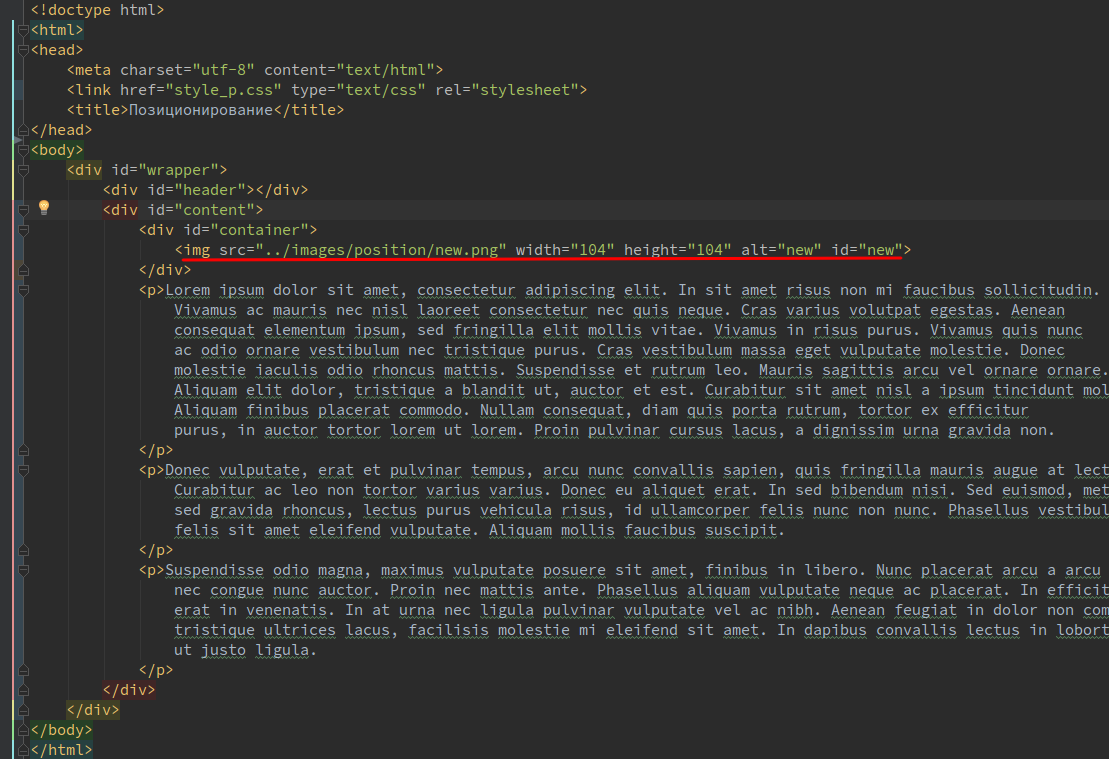 <!doctype html>
<html>
<head>
<meta charset="utf-8" content="text/html">
<link href="style_p.css" type="text/css" rel="stylesheet">
<title>Позиционирование</title>
</head>
<body>
<div id="wrapper">
<div id="header"></div>
<div id="content">
<div id="container">
<img src="../images/position/new.png" width="104" height="104" alt="new" id="new">
</div>
<p>Lorem ipsum dolor sit amet, consectetur adipiscing elit. In sit amet risus non mi faucibus sollicitudin.
Vivamus ac mauris nec nisl laoreet consectetur nec quis neque. Cras varius volutpat egestas. Aenean
consequat elementum ipsum, sed fringilla elit mollis vitae. Vivamus in risus purus. Vivamus quis nunc
ac odio ornare vestibulum nec tristique purus. Cras vestibulum massa eget vulputate molestie. Donec
molestie iaculis odio rhoncus mattis. Suspendisse et rutrum leo. Mauris sagittis arcu vel ornare ornare.
Aliquam elit dolor, tristique a blandit ut, auctor et est. Curabitur sit amet nisl a ipsum tincidunt mol
Aliquam finibus placerat commodo. Nullam consequat, diam quis porta rutrum, tortor ex efficitur
purus, in auctor tortor lorem ut lorem. Proin pulvinar cursus lacus, a dignissim urna gravida non.
</p>
<p>Donec vulputate, erat et pulvinar tempus, arcu nunc convallis sapien, quis fringilla mauris augue at lect
Curabitur ac leo non tortor varius varius. Donec eu aliquet erat. In sed bibendum nisi. Sed euismod, met
sed gravida rhoncus, lectus purus vehicula risus, id ullamcorper felis nunc non nunc. Phasellus vestibul
felis sit amet eleifend vulputate. Aliquam mollis faucibus suscipit.
</p>
<p>Suspendisse odio magna, maximus vulputate posuere sit amet, finibus in libero. Nunc placerat arcu a arcu
nec congue nunc auctor. Proin nec mattis ante. Phasellus aliquam vulputate neque ac placerat. In efficit
erat in venenatis. In at urna nec ligula pulvinar vulputate vel ac nibh. Aenean feugiat in dolor non com
tristique ultrices lacus, facilisis molestie mi eleifend sit amet. In dapibus convallis lectus in lobort
ut justo ligula.
</p>
</div>
</div>
</body>
</html>